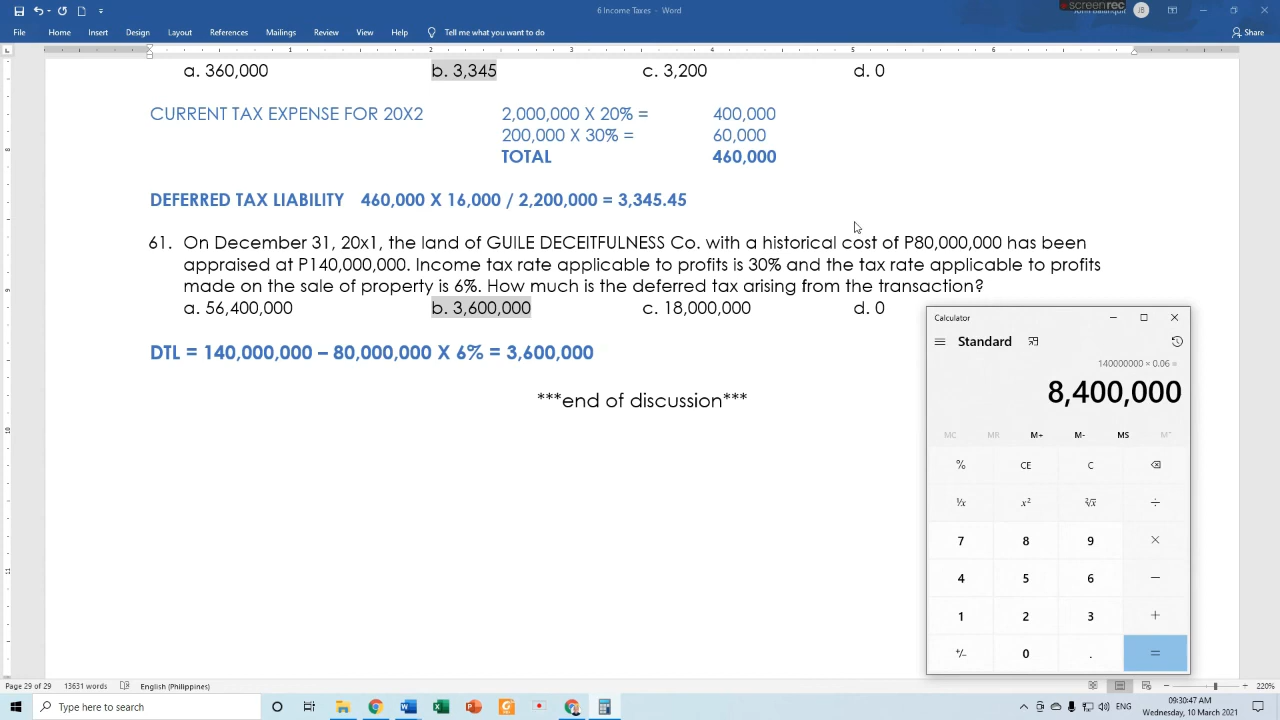 6 Income Taxes - Word
screenrec
File Home Insert Design Layout References Mailings Review View Help Tell me what you want to do Share
a. 360,000 b. 3,345 c. 3,200 d. 0
CURRENT TAX EXPENSE FOR 20X2 2,000,000 X 20% = 400,000
200,000 X 30% = 60,000
TOTAL 460,000
DEFERRED TAX LIABILITY 460,000 X 16,000 / 2,200,000 = 3,345.45
61. On December 31, 20x1, the land of GUILE DECEITFULNESS Co. with a historical cost of P80,000,000 has been
appraised at P140,000,000. Income tax rate applicable to profits is 30% and the tax rate applicable to profits
made on the sale of property is 6%. How much is the deferred tax arising from the transaction?
a. 56,400,000 b. 3,600,000 c. 18,000,000 d. 0
DTL = 140,000,000 – 80,000,000 X 6% = 3,600,000
***end of discussion***
Calculator
Standard
140000000 × 0.06 =
8,400,000
MC MR M+ M- MS M˅
% CE C
¹/x x² ²√x ÷
7 8 9 ×
4 5 6 −
1 2 3 +
+/− 0 . =
Page 29 of 29 13631 words English (Philippines) 220%
Type here to search
ENG
09:30:47 AM
Wednesday, 10 March 2021